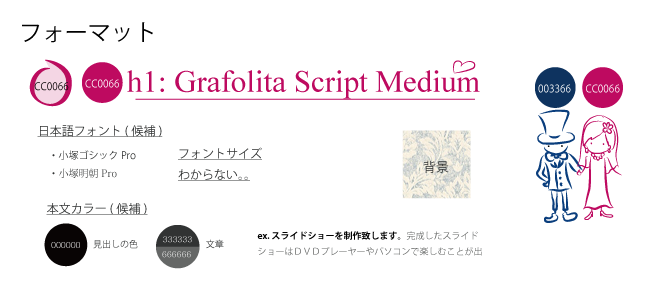 フォーマット
CC0066
CC0066
h1: Grafolita Script Medium
003366
CC0066
日本語フォント ( 候補 )
・小塚ゴシック Pro
・小塚明朝 Pro
フォントサイズ
わからない。。
背景
本文カラー ( 候補 )
000000
見出しの色
333333
666666
文章
ex. スライドショーを制作致します。完成したスライド
ショーはＤＶＤプレーヤーやパソコンで楽しむことが出